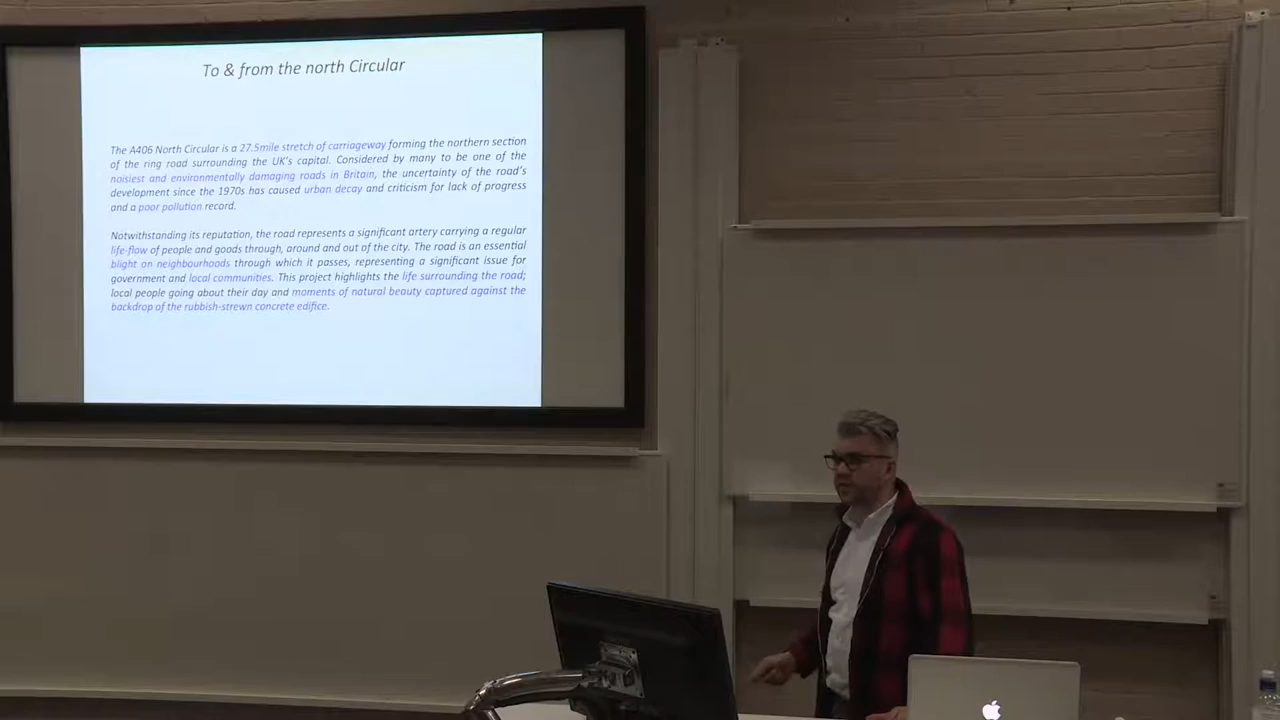 To & from the north Circular
The A406 North Circular is a 27.5mile stretch of carriageway forming the northern section
of the ring road surrounding the UK's capital. Considered by many to be one of the
noisiest and environmentally damaging roads in Britain, the uncertainty of the road's
development since the 1970s has caused urban decay and criticism for lack of progress
and a poor pollution record.
Notwithstanding its reputation, the road represents a significant artery carrying a regular
life-flow of people and goods through, around and out of the city. The road is an essential
blight on neighbourhoods through which it passes, representing a significant issue for
government and local communities. This project highlights the life surrounding the road;
local people going about their day and moments of natural beauty captured against the
backdrop of the rubbish-strewn concrete edifice.